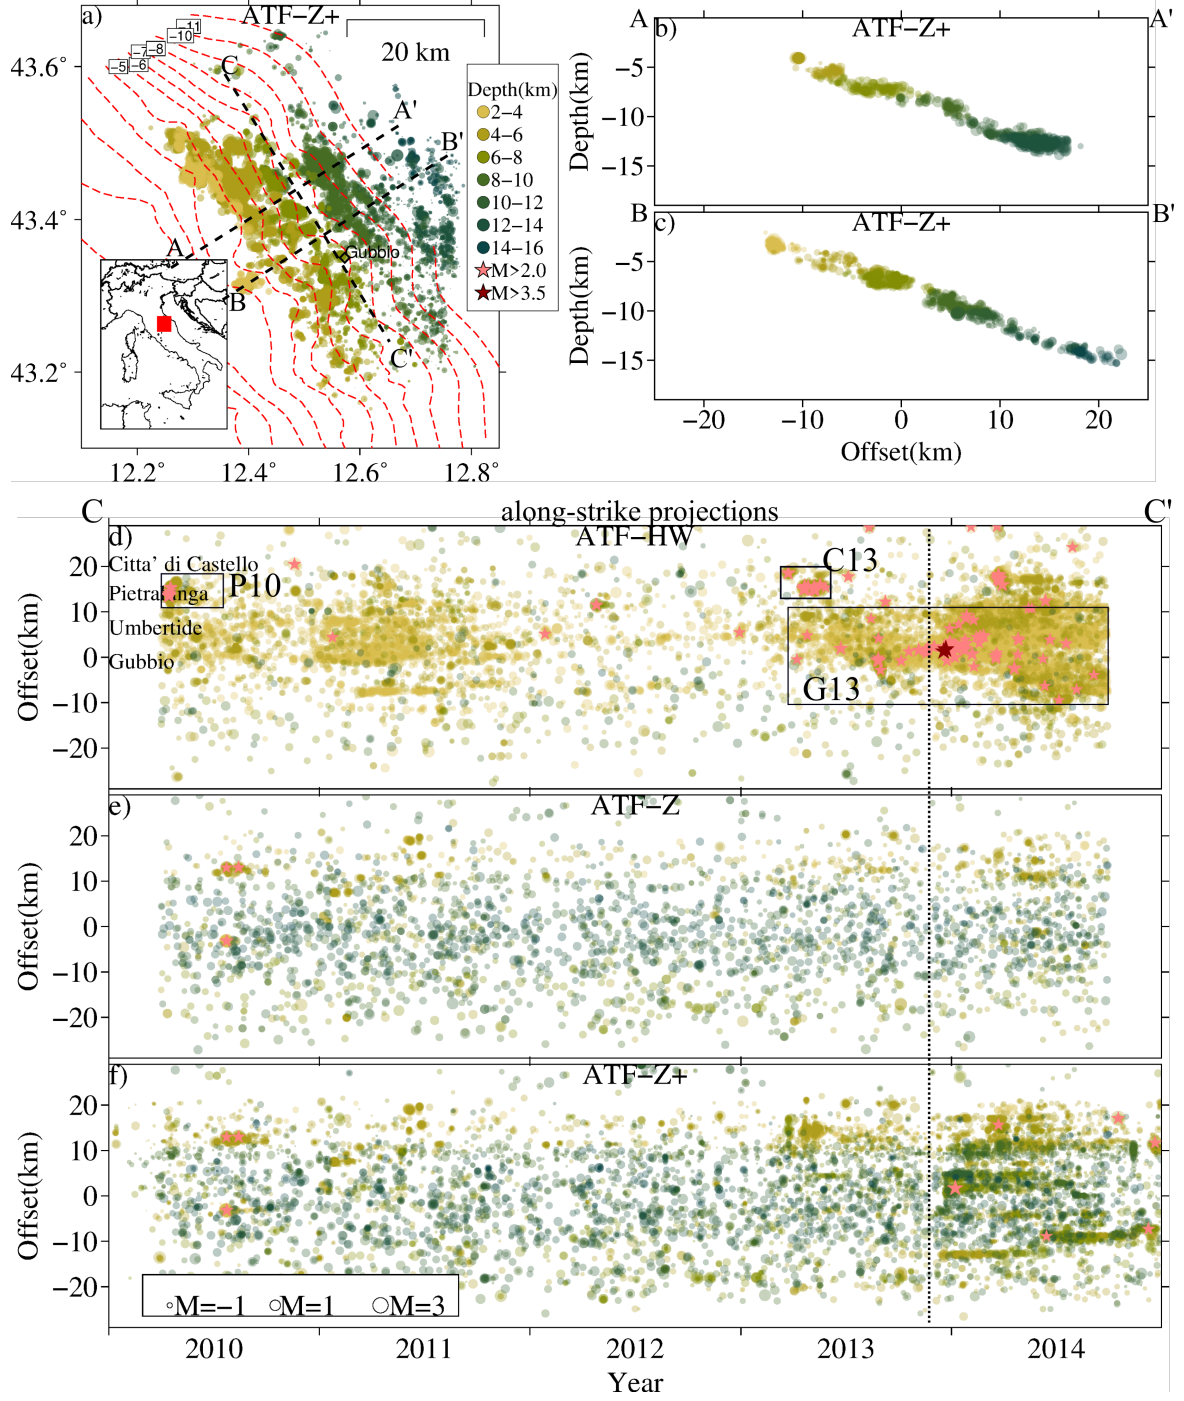 a)
ATF−Z+
20 km
43.6°
43.4°
43.2°
12.2°
12.4°
12.6°
12.8°
−11
−10
−8
−7
−6
−5
C
A'
B'
A
B
C'
Gubbio
Depth(km)
2−4
4−6
6−8
8−10
10−12
12−14
14−16
M>2.0
M>3.5
A
A'
b)
ATF−Z+
Depth(km)
−5
−10
−15
B
B'
c)
ATF−Z+
Depth(km)
−5
−10
−15
−20
−10
0
10
20
Offset(km)
C
along-strike projections
C'
d)
ATF−HW
Offset(km)
20
10
0
−10
−20
Citta' di Castello
Pietralunga
Umbertide
Gubbio
P10
C13
G13
e)
ATF−Z
Offset(km)
20
10
0
−10
−20
f)
ATF−Z+
Offset(km)
20
10
0
−10
−20
M=−1
M=1
M=3
2010
2011
2012
2013
2014
Year